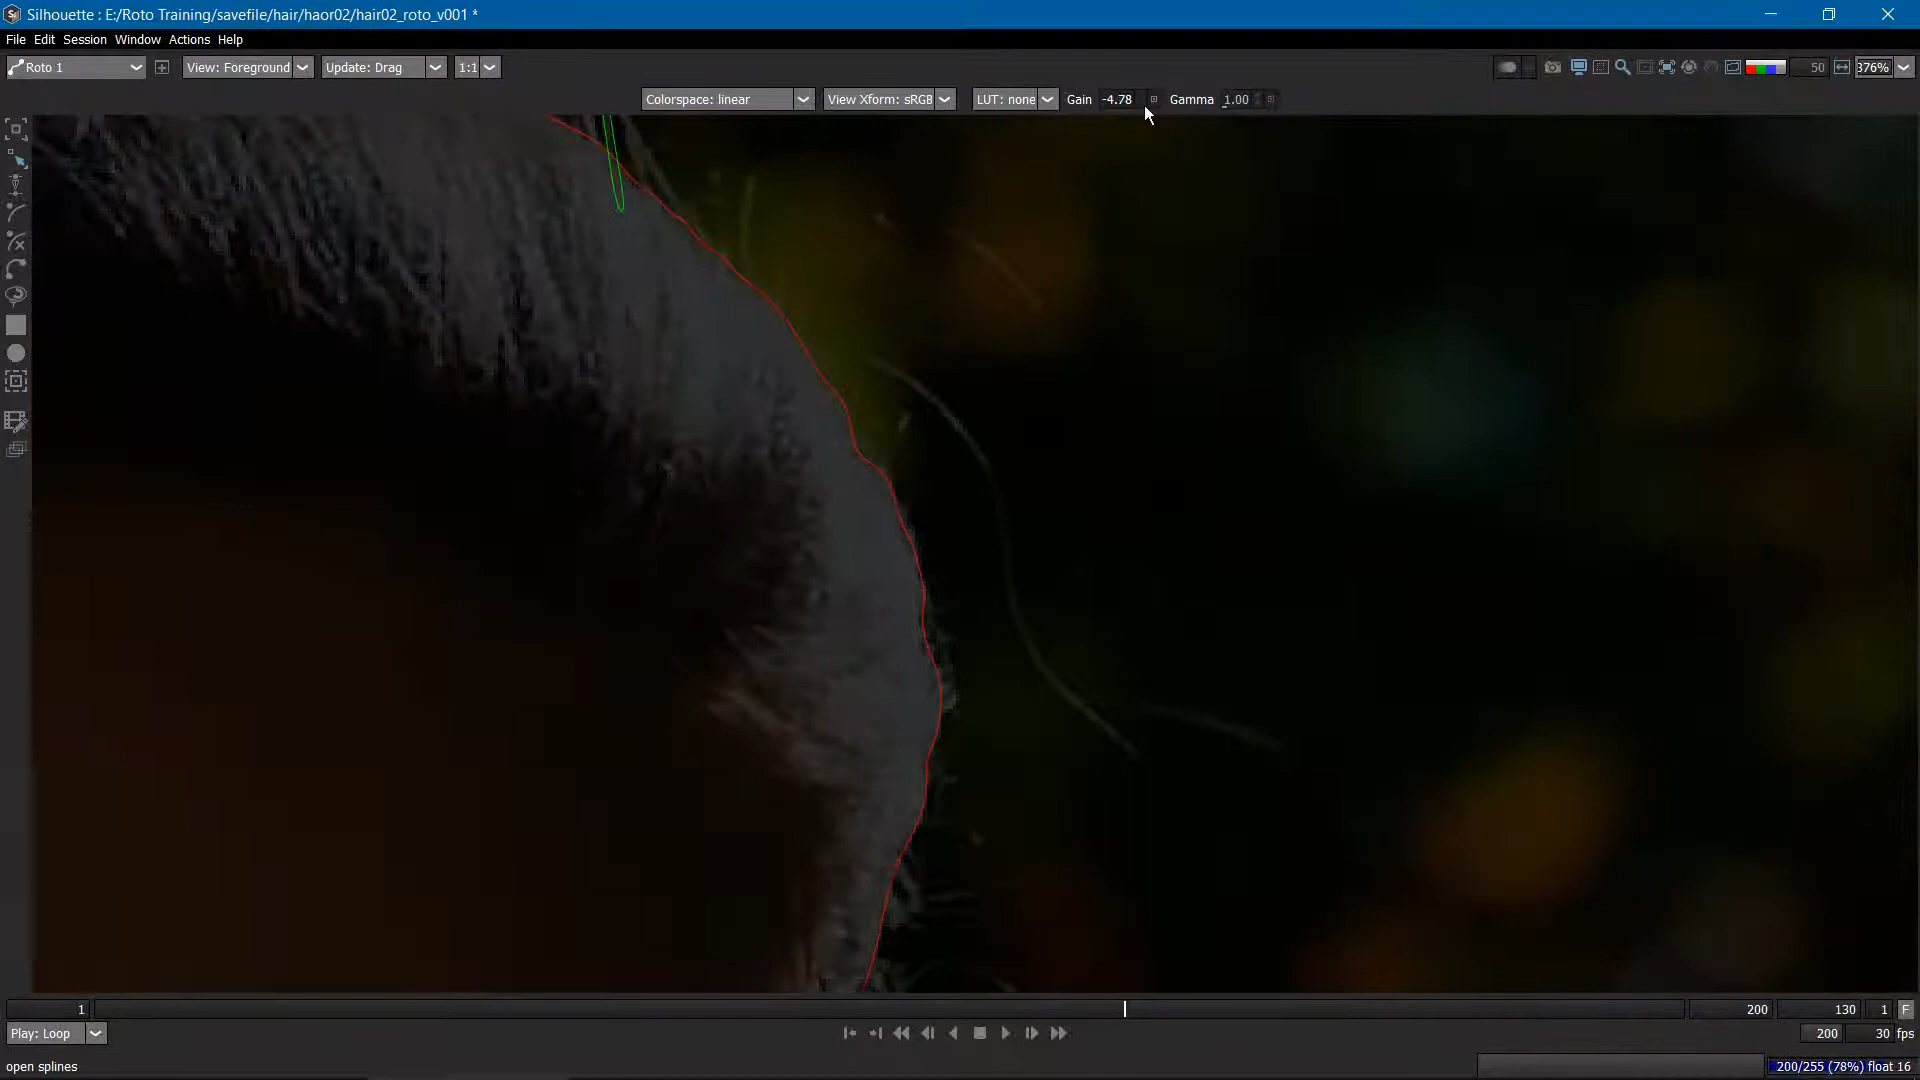 Silhouette : E:/Roto Training/savefile/hair/haor02/hair02_roto_v001 *
File Edit Session Window Actions Help
Roto 1 View: Foreground Update: Drag 1:1 50 376%
Colorspace: linear View Xform: sRGB LUT: none Gain -4.78 Gamma 1.00
1 200 130 1 F
Play: Loop 200 30 fps
open splines 200/255 (78%) float 16